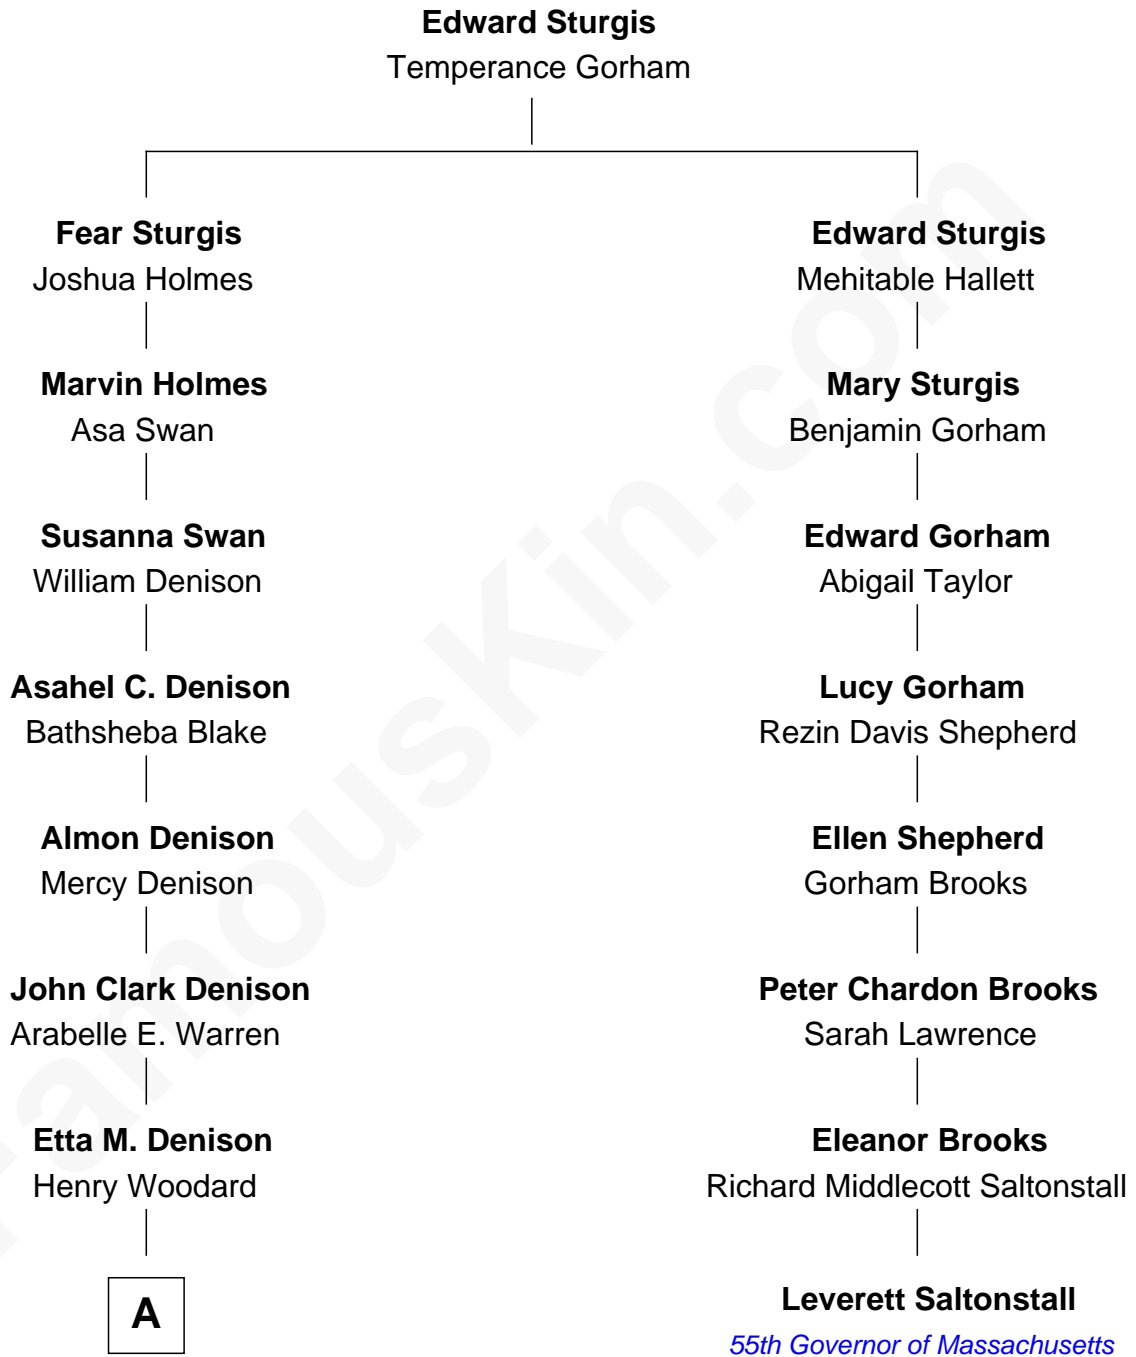 Edward Sturgis
Temperance Gorham
Fear Sturgis
Joshua Holmes
Edward Sturgis
Mehitable Hallett
Marvin Holmes
Asa Swan
Mary Sturgis
Benjamin Gorham
Susanna Swan
William Denison
Edward Gorham
Abigail Taylor
Asahel C. Denison
Bathsheba Blake
Lucy Gorham
Rezin Davis Shepherd
Almon Denison
Mercy Denison
Ellen Shepherd
Gorham Brooks
John Clark Denison
Arabelle E. Warren
Peter Chardon Brooks
Sarah Lawrence
Etta M. Denison
Henry Woodard
Eleanor Brooks
Richard Middlecott Saltonstall
A
Leverett Saltonstall
55th Governor of Massachusetts
FamousKin.com